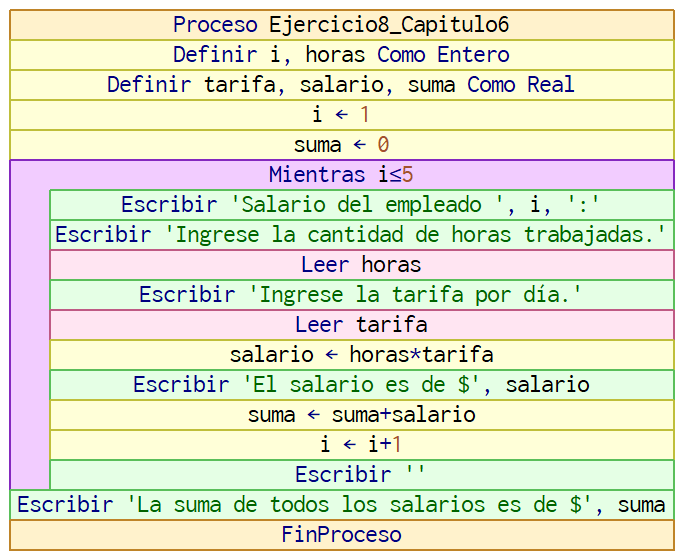 Proceso Ejercicio8_Capitulo6
Definir i, horas Como Entero
Definir tarifa, salario, suma Como Real
i ← 1
suma ← 0
Mientras i≤5
Escribir 'Salario del empleado ', i, ':'
Escribir 'Ingrese la cantidad de horas trabajadas.'
Leer horas
Escribir 'Ingrese la tarifa por día.'
Leer tarifa
salario ← horas*tarifa
Escribir 'El salario es de $', salario
suma ← suma+salario
i ← i+1
Escribir ''
Escribir 'La suma de todos los salarios es de $', suma
FinProceso